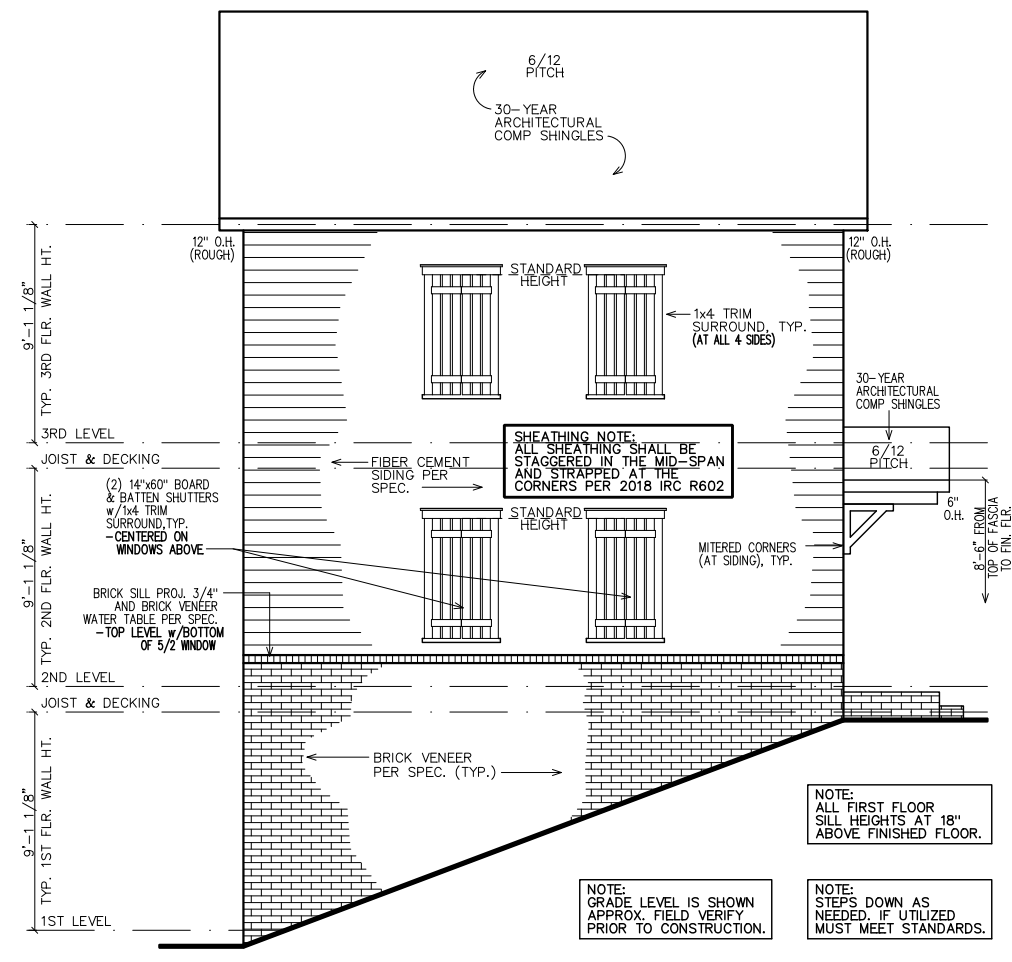 6/12
PITCH
30-YEAR
ARCHITECTURAL
COMP SHINGLES
12" O.H.
(ROUGH)
12" O.H.
(ROUGH)
9'-1 1/8"
TYP. 3RD FLR. WALL HT.
STANDARD
HEIGHT
1x4 TRIM
SURROUND, TYP.
(AT ALL 4 SIDES)
30-YEAR
ARCHITECTURAL
COMP SHINGLES
6/12
PITCH
3RD LEVEL
JOIST & DECKING
SHEATHING NOTE:
ALL SHEATHING SHALL BE
STAGGERED IN THE MID-SPAN
AND STRAPPED AT THE
CORNERS PER 2018 IRC R602
FIBER CEMENT
SIDING PER
SPEC.
(2) 14"x60" BOARD
& BATTEN SHUTTERS
w/1x4 TRIM
SURROUND,TYP.
-CENTERED ON
WINDOWS ABOVE
STANDARD
HEIGHT
6"
O.H.
8'-6" FROM
TOP OF FASCIA
TO FIN. FLR.
MITERED CORNERS
(AT SIDING), TYP.
9'-1 1/8"
TYP. 2ND FLR. WALL HT.
BRICK SILL PROJ. 3/4"
AND BRICK VENEER
WATER TABLE PER SPEC.
-TOP LEVEL w/BOTTOM
OF 5/2 WINDOW
2ND LEVEL
JOIST & DECKING
BRICK VENEER
PER SPEC. (TYP.)
9'-1 1/8"
TYP. 1ST FLR. WALL HT.
1ST LEVEL
NOTE:
ALL FIRST FLOOR
SILL HEIGHTS AT 18"
ABOVE FINISHED FLOOR.
NOTE:
GRADE LEVEL IS SHOWN
APPROX. FIELD VERIFY
PRIOR TO CONSTRUCTION.
NOTE:
STEPS DOWN AS
NEEDED. IF UTILIZED
MUST MEET STANDARDS.